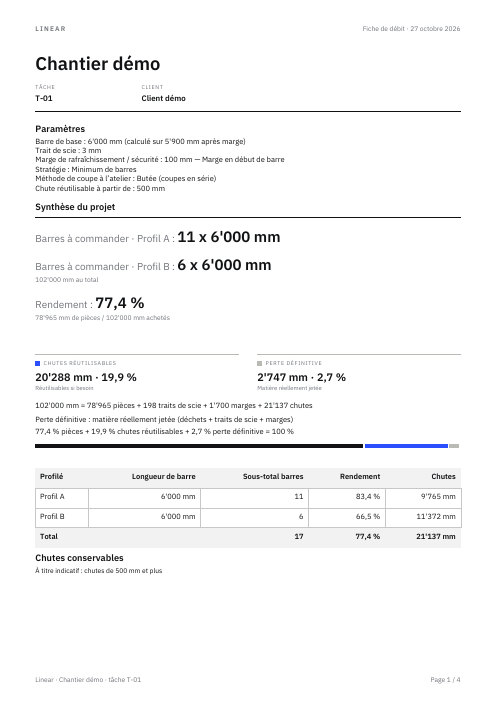 LINEAR
Fiche de débit · 27 octobre 2026
Chantier démo
TÂCHE
CLIENT
T-01
Client démo
Paramètres
Barre de base : 6'000 mm (calculé sur 5'900 mm après marge)
Trait de scie : 3 mm
Marge de rafraîchissement / sécurité : 100 mm — Marge en début de barre
Stratégie : Minimum de barres
Méthode de coupe à l'atelier : Butée (coupes en série)
Chute réutilisable à partir de : 500 mm
Synthèse du projet
Barres à commander · Profil A : 11 x 6'000 mm
Barres à commander · Profil B : 6 x 6'000 mm
102'000 mm au total
Rendement : 77,4 %
78'965 mm de pièces / 102'000 mm achetés
CHUTES RÉUTILISABLES
PERTE DÉFINITIVE
20'288 mm · 19,9 %
2'747 mm · 2,7 %
Réutilisables si besoin
Matière réellement jetée
102'000 mm = 78'965 pièces + 198 traits de scie + 1'700 marges + 21'137 chutes
Perte définitive : matière réellement jetée (déchets + traits + marges)
77,4 % pièces + 19,9 % chutes réutilisables + 2,7 % perte définitive = 100 %
Profilé Longueur de barre Sous-total barres Rendement Chutes
Profil A 6'000 mm 11 83,4 % 9'765 mm
Profil B 6'000 mm 6 66,5 % 11'372 mm
Total 17 77,4 % 21'137 mm
Chutes conservables
À titre indicatif : chutes de 500 mm et plus
Linear · Chantier démo · tâche T-01
Page 1 / 4